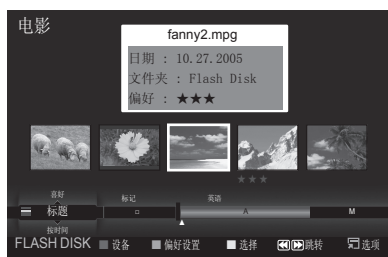 电影
fanny2.mpg
日期 : 10.27.2005
文件夹 : Flash Disk
偏好 : ★★★
★★★
喜好 标记 英语
标题 □ A M
按时间
FLASH DISK 设备 偏好设置 选择 跳转 选项